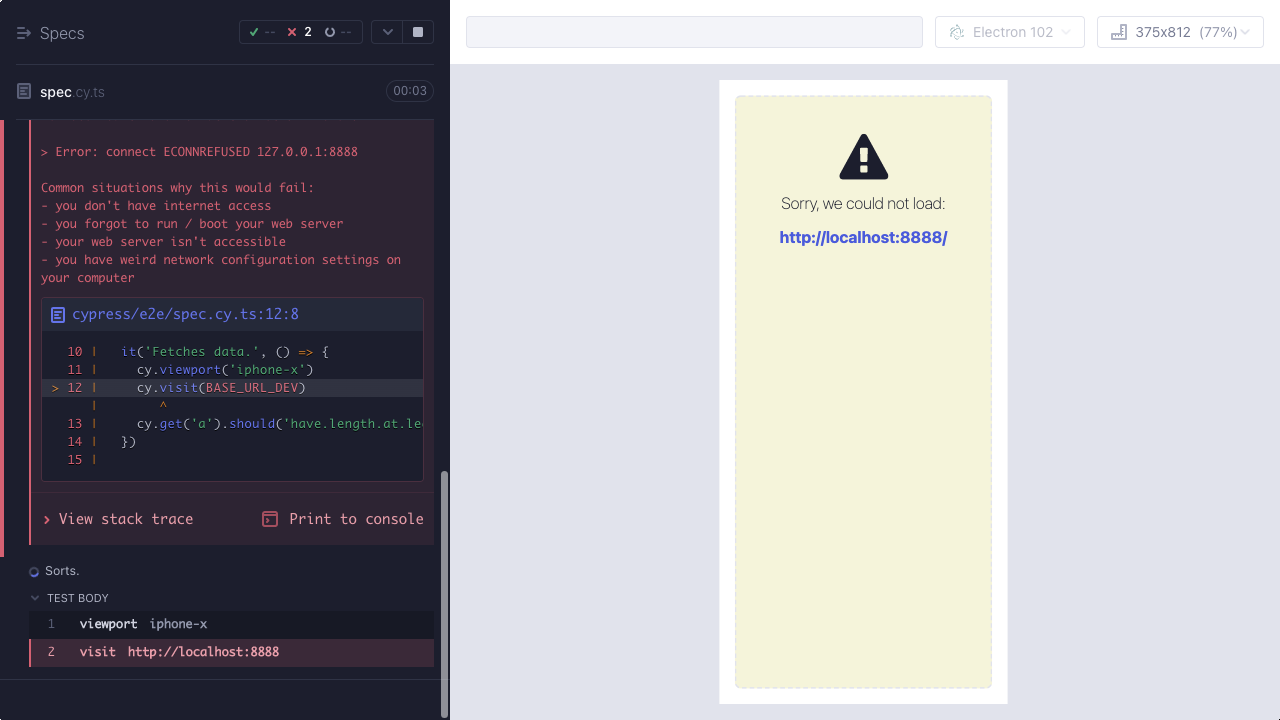 Specs
-- 2 --
spec.cy.ts
00:03
> Error: connect ECONNREFUSED 127.0.0.1:8888
Common situations why this would fail:
- you don't have internet access
- you forgot to run / boot your web server
- your web server isn't accessible
- you have weird network configuration settings on
your computer
cypress/e2e/spec.cy.ts:12:8
10 | it('Fetches data.', () => {
11 | cy.viewport('iphone-x')
> 12 | cy.visit(BASE_URL_DEV)
| ^
13 | cy.get('a').should('have.length.at.le
14 | })
15 |
> View stack trace
Print to console
Sorts.
TEST BODY
1 viewport iphone-x
2 visit http://localhost:8888
Electron 102
375x812 (77%)
Sorry, we could not load:
http://localhost:8888/